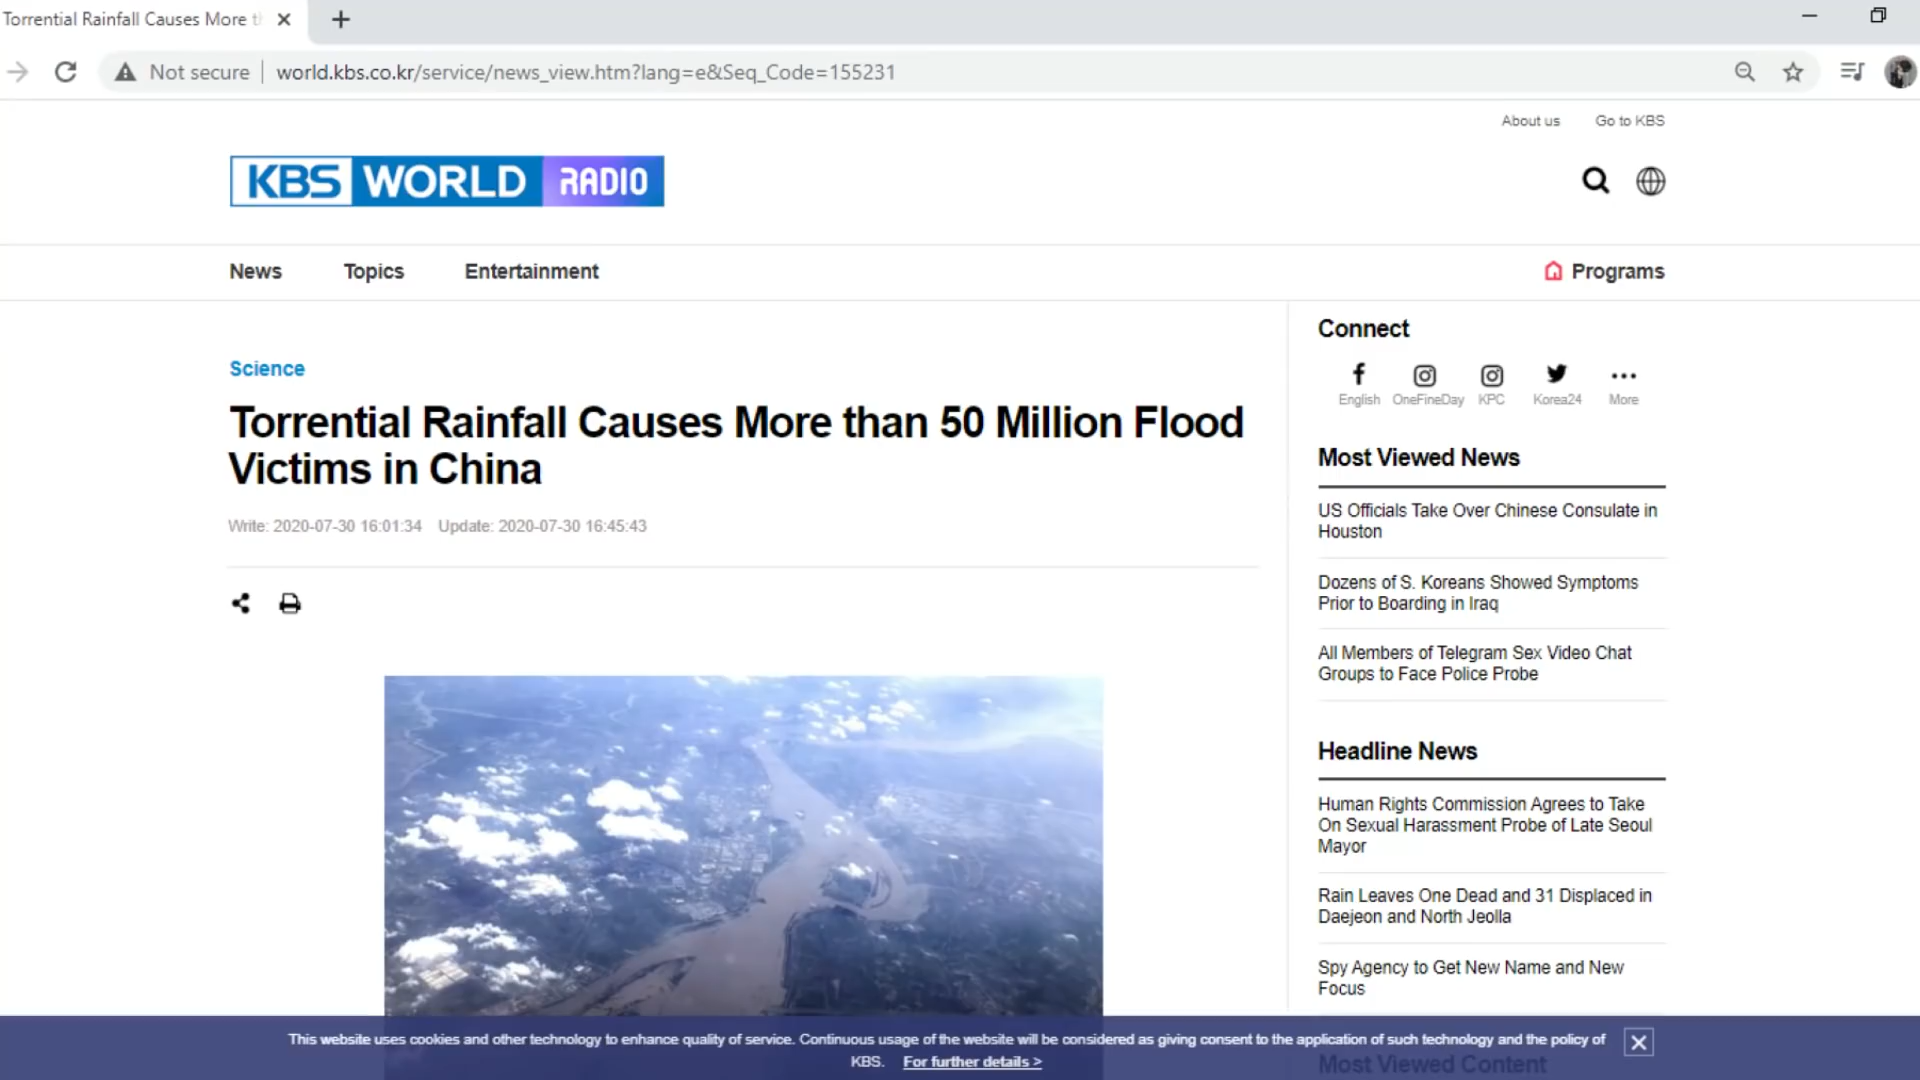 Torrential Rainfall Causes More t
Not secure
world.kbs.co.kr/service/news_view.htm?lang=e&Seq_Code=155231
About us
Go to KBS
KBS WORLD RADIO
News
Topics
Entertainment
Programs
Science
Torrential Rainfall Causes More than 50 Million Flood
Victims in China
Write: 2020-07-30 16:01:34 Update: 2020-07-30 16:45:43
Connect
English
OneFineDay
KPC
Korea24
More
Most Viewed News
US Officials Take Over Chinese Consulate in
Houston
Dozens of S. Koreans Showed Symptoms
Prior to Boarding in Iraq
All Members of Telegram Sex Video Chat
Groups to Face Police Probe
Headline News
Human Rights Commission Agrees to Take
On Sexual Harassment Probe of Late Seoul
Mayor
Rain Leaves One Dead and 31 Displaced in
Daejeon and North Jeolla
Spy Agency to Get New Name and New
Focus
This website uses cookies and other technology to enhance quality of service. Continuous usage of the website will be considered as giving consent to the application of such technology and the policy of
KBS. For further details >
Most Viewed Content